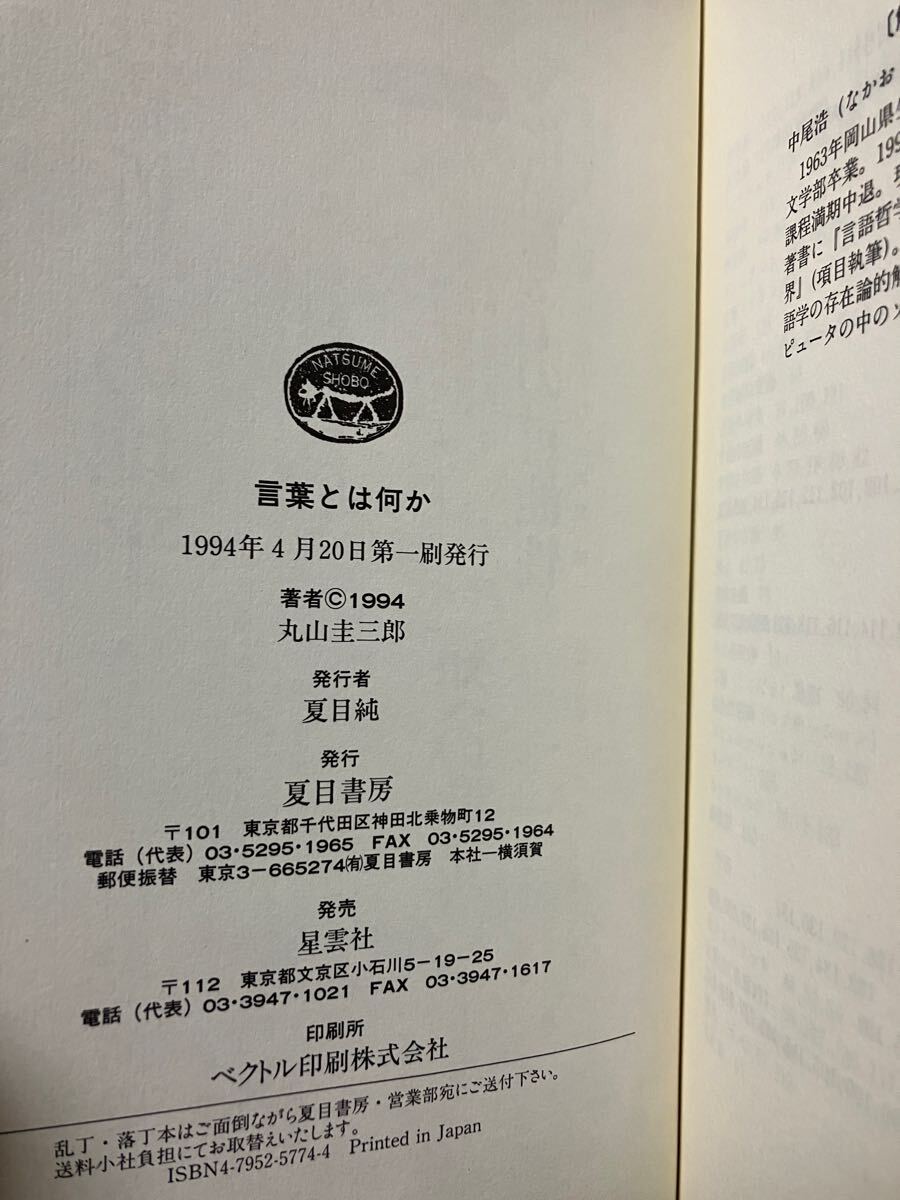 NATSUME
SHOBO
言葉とは何か
1994年4月20日第一刷発行
著者©1994
丸山圭三郎
発行者
夏目純
発行
夏目書房
〒101 東京都千代田区神田北乗物町12
電話(代表)03・5295・1965 FAX 03・5295・1964
郵便振替 東京3-665274㈲夏目書房 本社―横須賀
発売
星雲社
〒112 東京都文京区小石川5-19-25
電話(代表)03・3947・1021 FAX 03・3947・1617
印刷所
ベクトル印刷株式会社
乱丁・落丁本はご面倒ながら夏目書房・営業部宛にご送付下さい。
送料小社負担にてお取替えいたします。
ISBN4-7952-5774-4 Printed in Japan
中尾浩(なかお
1963年岡山県
文学部卒業。199
課程満期中退。
著書に『言語哲学
界』(項目執筆)。
語学の存在論的
ピュータの中の